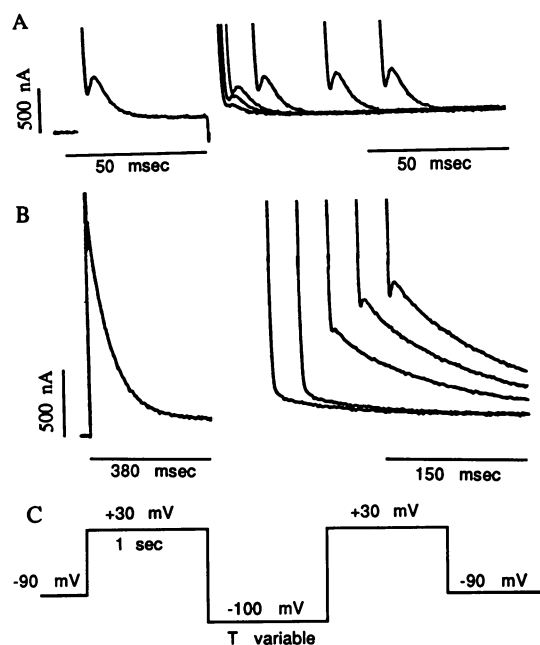 A
500 nA
50 msec
50 msec
B
500 nA
380 msec
150 msec
C
+30 mV
+30 mV
1 sec
-90 mV
-90 mV
-100 mV
T variable